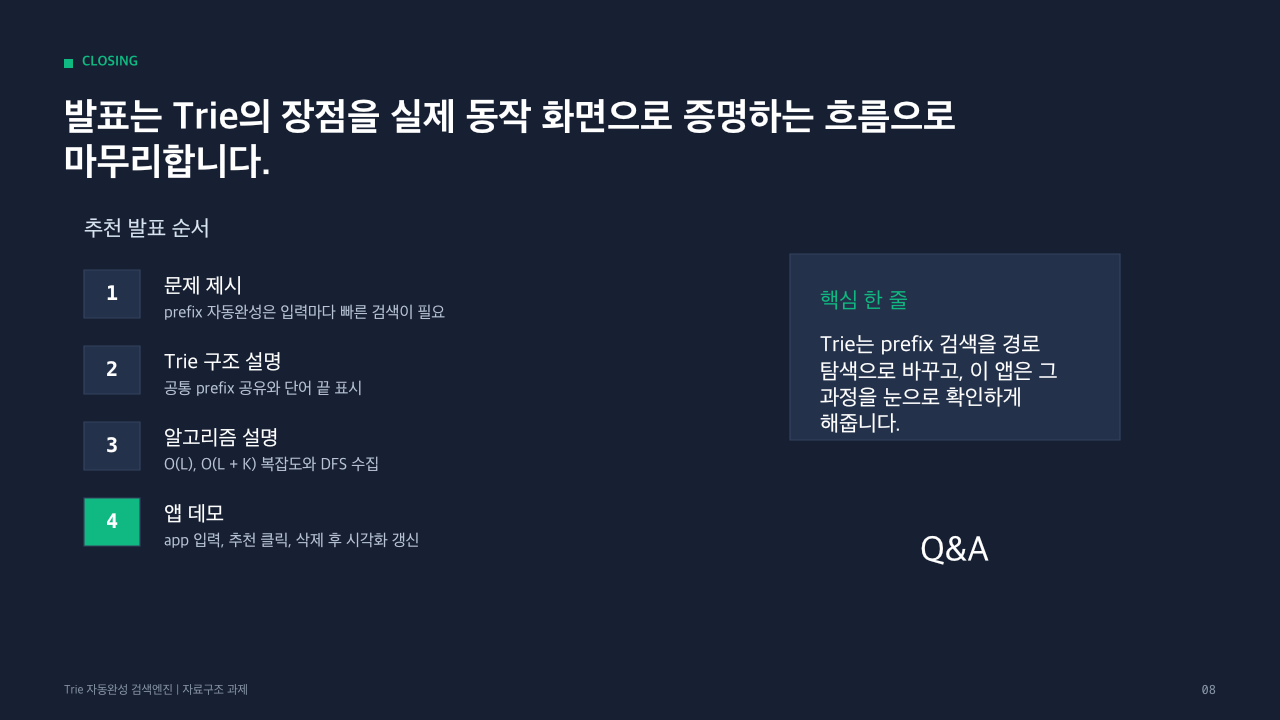 CLOSING
발표는 Trie의 장점을 실제 동작 화면으로 증명하는 흐름으로
마무리합니다.
추천 발표 순서
1
문제 제시
prefix 자동완성은 입력마다 빠른 검색이 필요
2
Trie 구조 설명
공통 prefix 공유와 단어 끝 표시
3
알고리즘 설명
O(L), O(L + K) 복잡도와 DFS 수집
4
앱 데모
app 입력, 추천 클릭, 삭제 후 시각화 갱신
핵심 한 줄
Trie는 prefix 검색을 경로
탐색으로 바꾸고, 이 앱은 그
과정을 눈으로 확인하게
해줍니다.
Q&A
Trie 자동완성 검색엔진 | 자료구조 과제
08